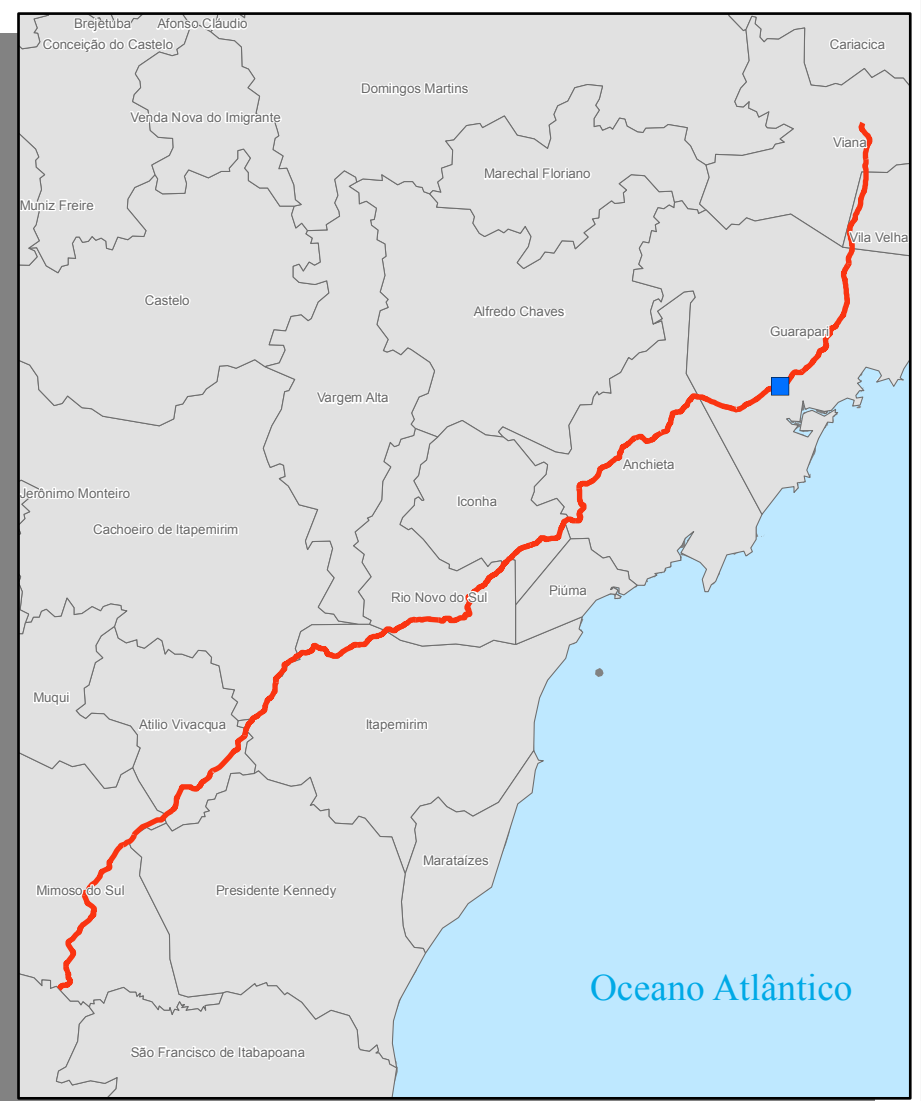 Brejetuba
Afonso Cláudio
Conceição do Castelo
Cariacica
Domingos Martins
Venda Nova do Imigrante
Viana
Marechal Floriano
Muniz Freire
Vila Velha
Castelo
Alfredo Chaves
Guarapari
Vargem Alta
Anchieta
Jerônimo Monteiro
Iconha
Cachoeiro de Itapemirim
Piúma
Rio Novo do Sul
Muqui
Atilio Vivacqua
Itapemirim
Marataízes
Mimoso do Sul
Presidente Kennedy
Oceano Atlântico
São Francisco de Itabapoana